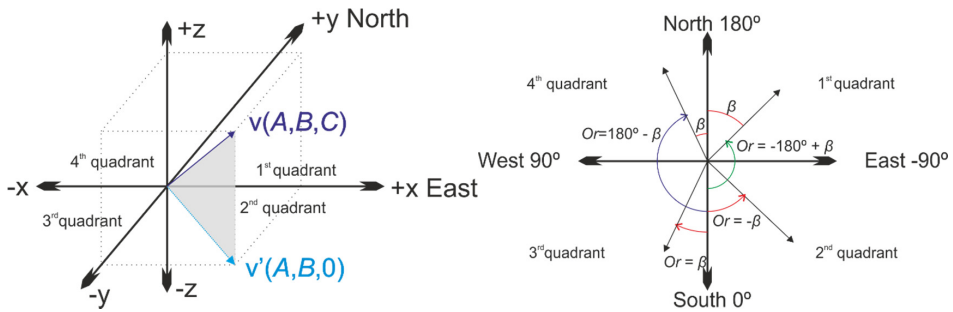 +z
+y North
v(A,B,C)
4th quadrant
1st quadrant
-x
+x East
3rd quadrant
2nd quadrant
v'(A,B,0)
-y
-z
North 180º
4th quadrant
1st quadrant
β
β
Or=180º - β
Or = -180º + β
West 90º
East -90º
Or = -β
3rd quadrant
2nd quadrant
Or = β
South 0º